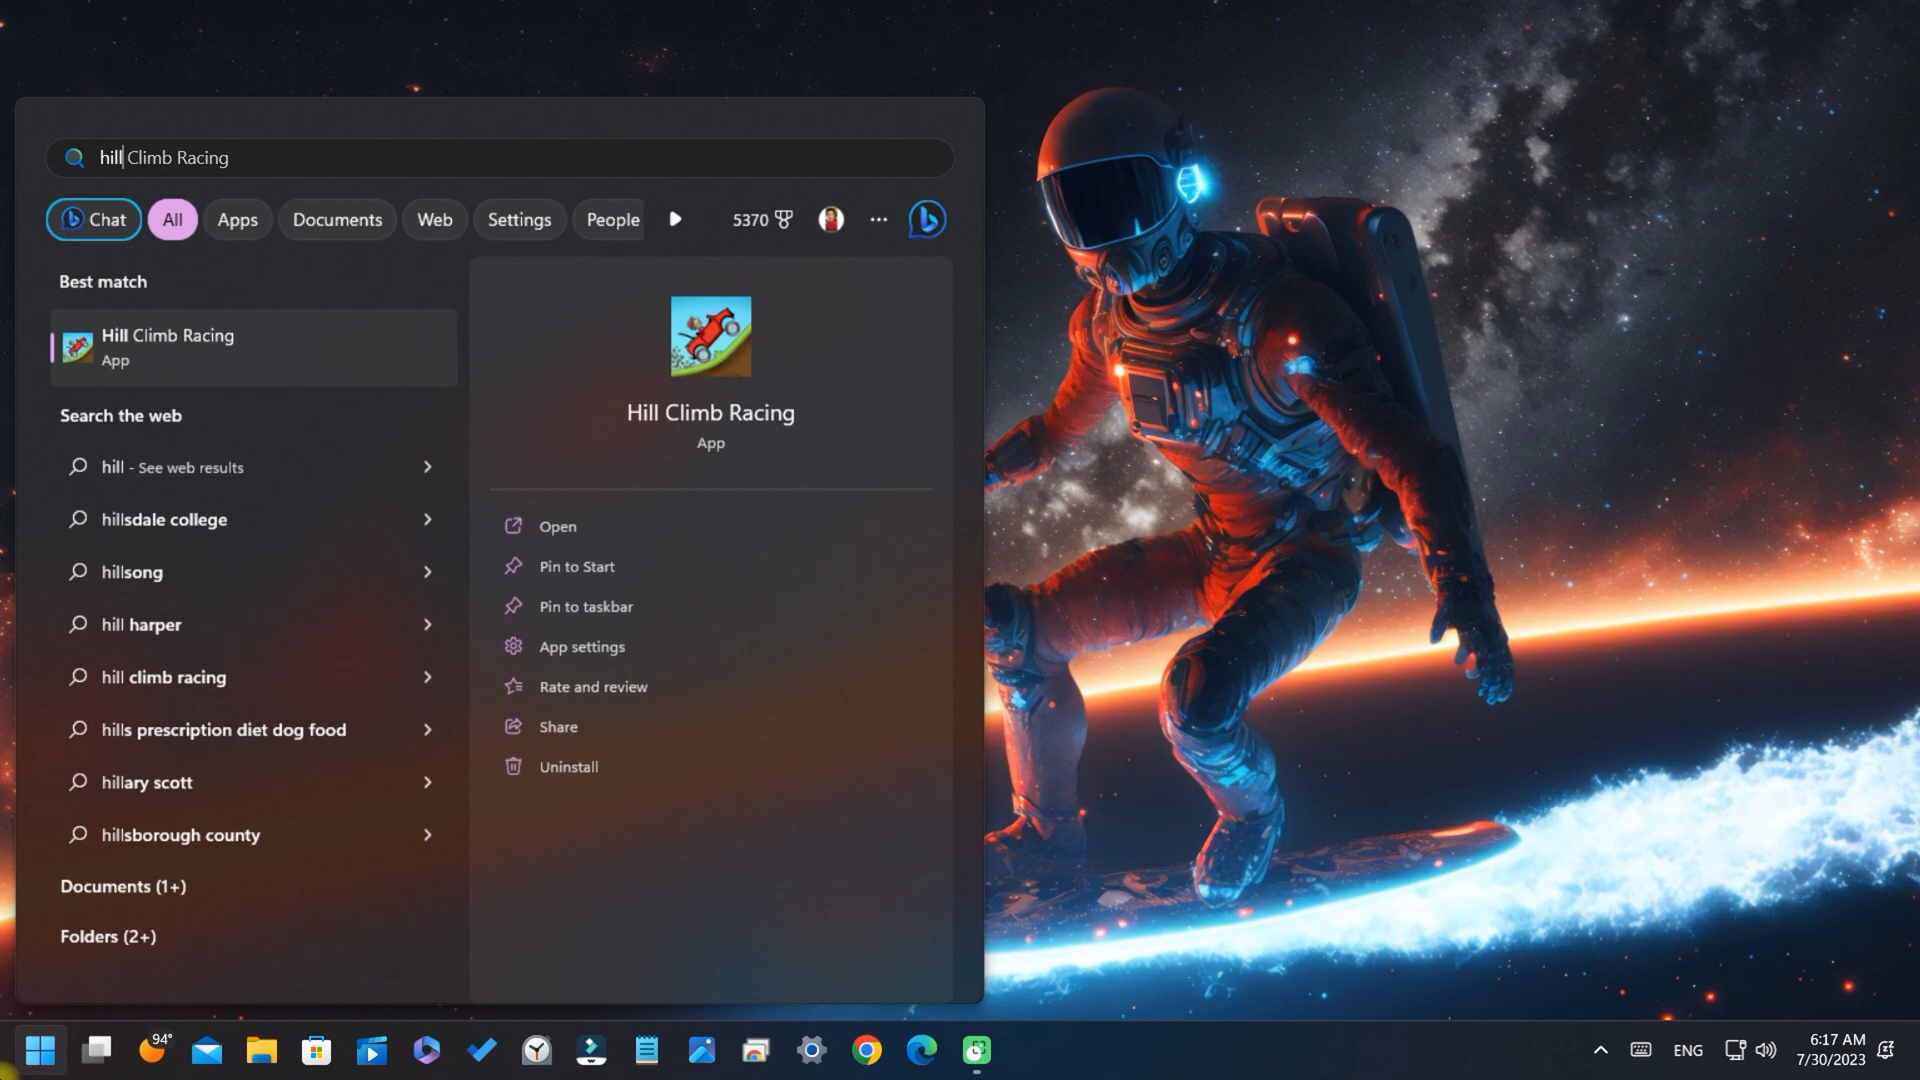 hill Climb Racing
Chat
All
Apps
Documents
Web
Settings
People
5370
Best match
Hill Climb Racing
App
Search the web
hill - See web results
hillsdale college
hillsong
hill harper
hill climb racing
hills prescription diet dog food
hillary scott
hillsborough county
Documents (1+)
Folders (2+)
Hill Climb Racing
App
Open
Pin to Start
Pin to taskbar
App settings
Rate and review
Share
Uninstall
94°
ENG
6:17 AM
7/30/2023